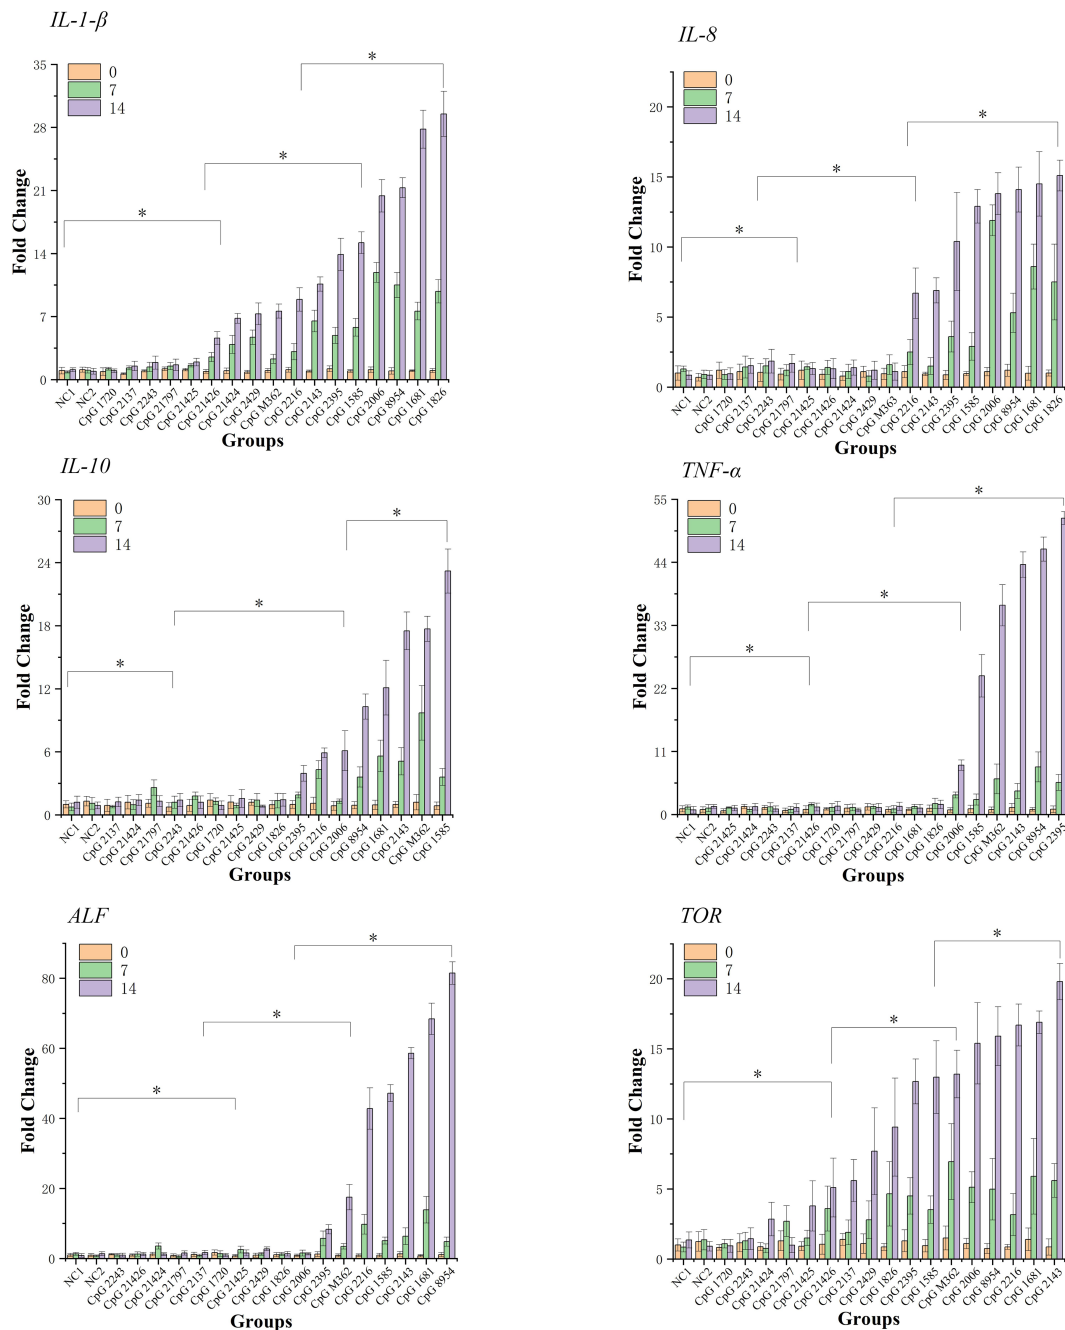 IL-1-β
35
28
21
14
7
0
Fold Change
0
7
14
*
*
*
NC1
NC2
CpG 1720
CpG 2137
CpG 2243
CpG 21797
CpG 21425
CpG 21426
CpG 21424
CpG 2429
CpG M362
CpG 2216
CpG 2143
CpG 2395
CpG 1585
CpG 2006
CpG 8954
CpG 1681
CpG 1826
Groups
IL-8
20
15
10
5
0
Fold Change
0
7
14
*
*
*
NC1
NC2
CpG 1720
CpG 2137
CpG 2243
CpG 21797
CpG 21425
CpG 21426
CpG 21424
CpG 2429
CpG M363
CpG 2216
CpG 2143
CpG 2395
CpG 1585
CpG 2006
CpG 8954
CpG 1681
CpG 1826
Groups
IL-10
30
24
18
12
6
0
Fold Change
0
7
14
*
*
*
NC1
NC2
CpG 2137
CpG 21424
CpG 21797
CpG 2243
CpG 21426
CpG 1720
CpG 21425
CpG 2429
CpG 1826
CpG 2395
CpG 2216
CpG 2006
CpG 8954
CpG 1681
CpG 2143
CpG M362
CpG 1585
Groups
TNF-α
55
44
33
22
11
0
Fold Change
0
7
14
*
*
*
NC1
NC2
CpG 21425
CpG 21424
CpG 2243
CpG 2137
CpG 21426
CpG 1720
CpG 21797
CpG 2429
CpG 2216
CpG 1681
CpG 1826
CpG 2006
CpG 1585
CpG M362
CpG 2143
CpG 8954
CpG 2395
Groups
ALF
80
60
40
20
0
Fold Change
0
7
14
*
*
*
NC1
NC2
CpG 2243
CpG 21426
CpG 21424
CpG 21797
CpG 2137
CpG 1720
CpG 21425
CpG 2429
CpG 1826
CpG 2006
CpG 2395
CpG M362
CpG 2216
CpG 1585
CpG 2143
CpG 1681
CpG 8954
Groups
TOR
20
15
10
5
0
Fold Change
0
7
14
*
*
*
NC1
NC2
CpG 1720
CpG 2243
CpG 21424
CpG 21797
CpG 21425
CpG 21426
CpG 2137
CpG 2429
CpG 1826
CpG 2395
CpG 1585
CpG M362
CpG 2006
CpG 8954
CpG 2216
CpG 1681
CpG 2143
Groups